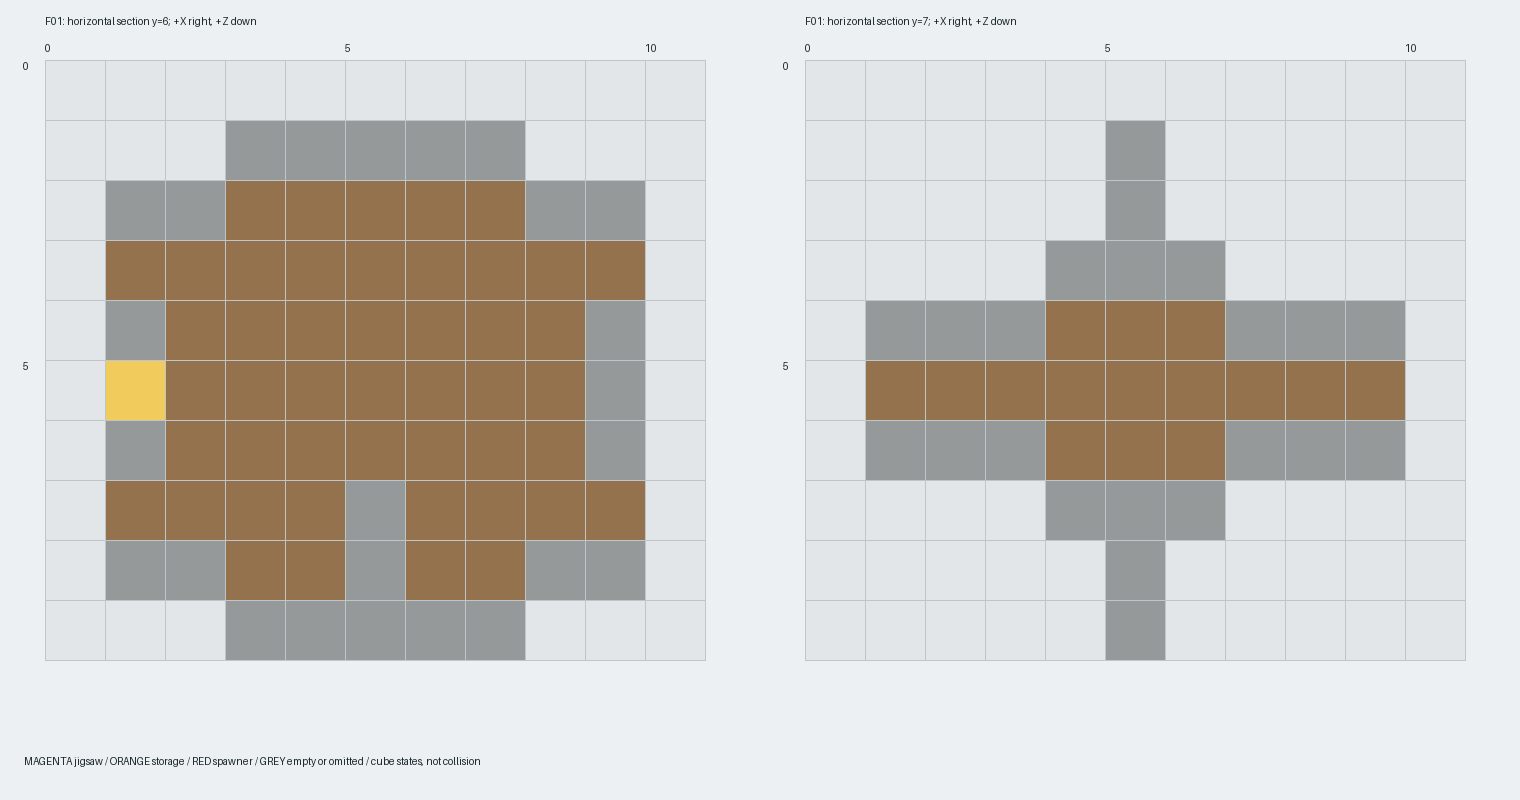 F01: horizontal section y=6; +X right, +Z down
F01: horizontal section y=7; +X right, +Z down
0 5 10
0 5 10
0
0
5
5
MAGENTA jigsaw / ORANGE storage / RED spawner / GREY empty or omitted / cube states, not collision